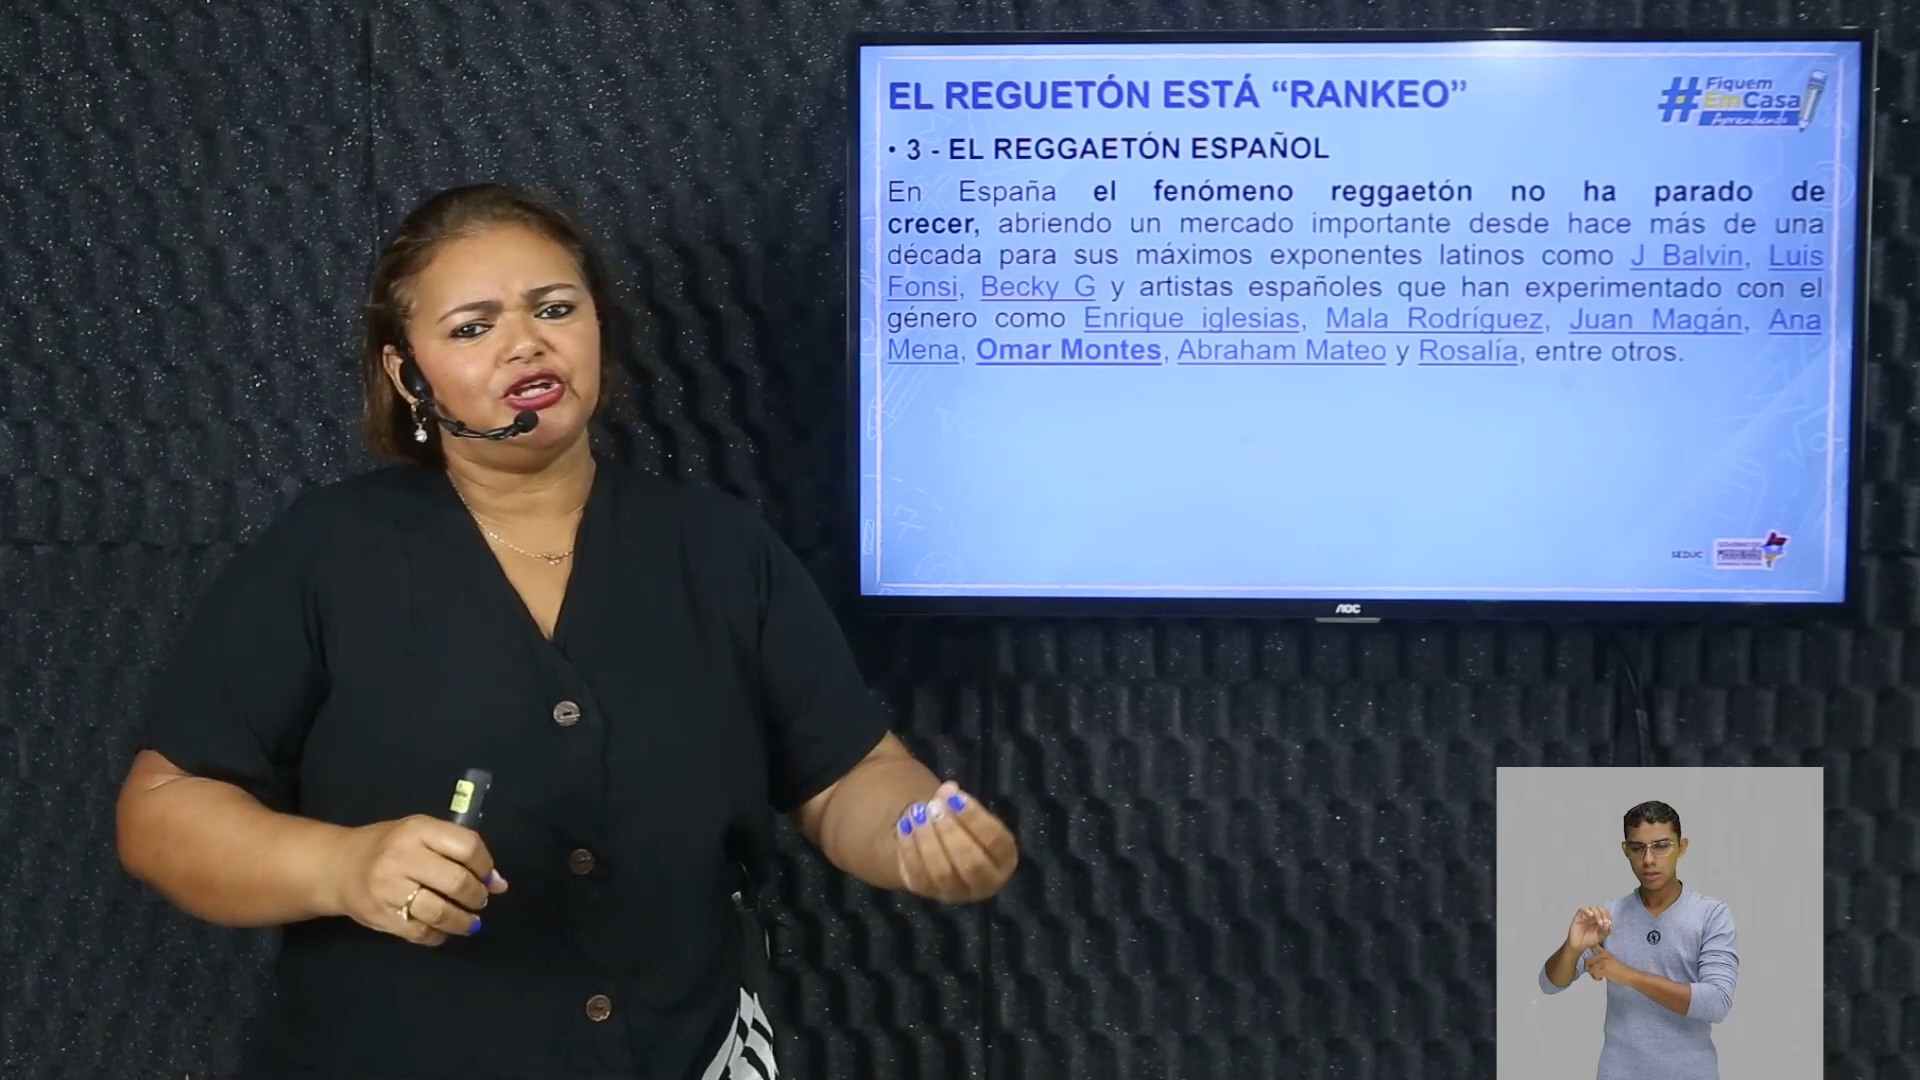 EL REGUETÓN ESTÁ “RANKEO”
#Fiquem
EmCasa
Aprendendo
• 3 - EL REGGAETÓN ESPAÑOL
En España el fenómeno reggaetón no ha parado de
crecer, abriendo un mercado importante desde hace más de una
década para sus máximos exponentes latinos como J Balvin, Luis
Fonsi, Becky G y artistas españoles que han experimentado con el
género como Enrique iglesias, Mala Rodríguez, Juan Magán, Ana
Mena, Omar Montes, Abraham Mateo y Rosalía, entre otros.
SEDUC
AOC